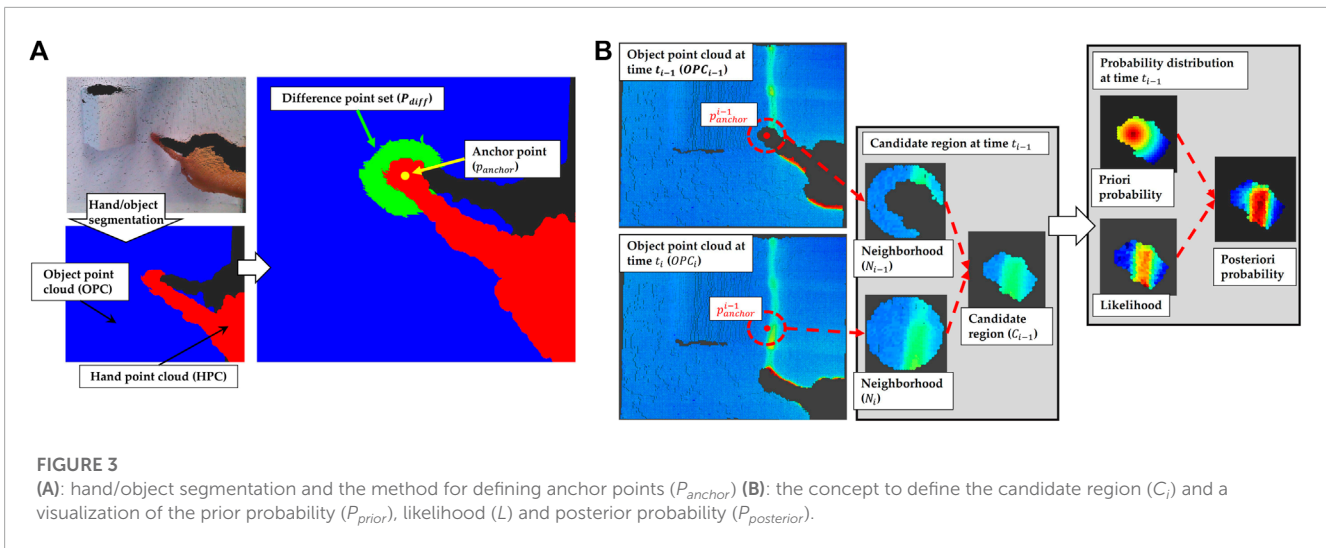 A
Difference point set (P_diff)
Anchor point
(p_anchor)
Hand/object
segmentation
Object point
cloud (OPC)
Hand point cloud (HPC)
B
Object point cloud at
time t_{i−1} (OPC_{i−1})
p^{i−1}_{anchor}
Object point cloud at
time t_i (OPC_i)
p^{i−1}_{anchor}
Candidate region at time t_{i−1}
Neighborhood
(N_{i−1})
Neighborhood
(N_i)
Candidate
region (C_{i−1})
Probability distribution
at time t_{i−1}
Priori
probability
Likelihood
Posteriori
probability
FIGURE 3
(A): hand/object segmentation and the method for defining anchor points (P_anchor) (B): the concept to define the candidate region (C_i) and a
visualization of the prior probability (P_prior), likelihood (L) and posterior probability (P_posterior).